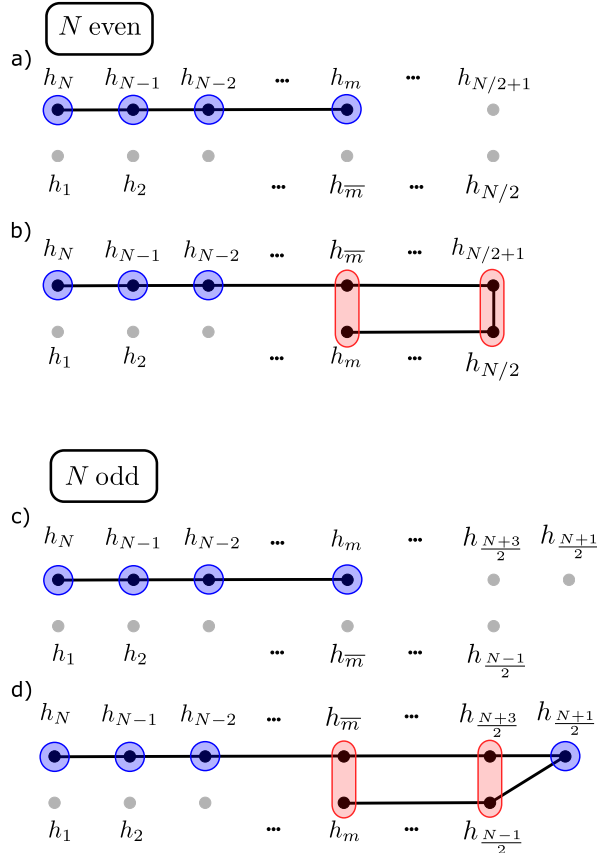 N even
a)
h_N h_{N−1} h_{N−2} ... h_m ... h_{N/2+1}
h_1 h_2 ... h_{\overline{m}} ... h_{N/2}
b)
h_N h_{N−1} h_{N−2} ... h_{\overline{m}} ... h_{N/2+1}
h_1 h_2 ... h_m ... h_{N/2}
N odd
c)
h_N h_{N−1} h_{N−2} ... h_m ... h_{\frac{N+3}{2}} h_{\frac{N+1}{2}}
h_1 h_2 ... h_{\overline{m}} ... h_{\frac{N−1}{2}}
d)
h_N h_{N−1} h_{N−2} ... h_{\overline{m}} ... h_{\frac{N+3}{2}} h_{\frac{N+1}{2}}
h_1 h_2 ... h_m ... h_{\frac{N−1}{2}}